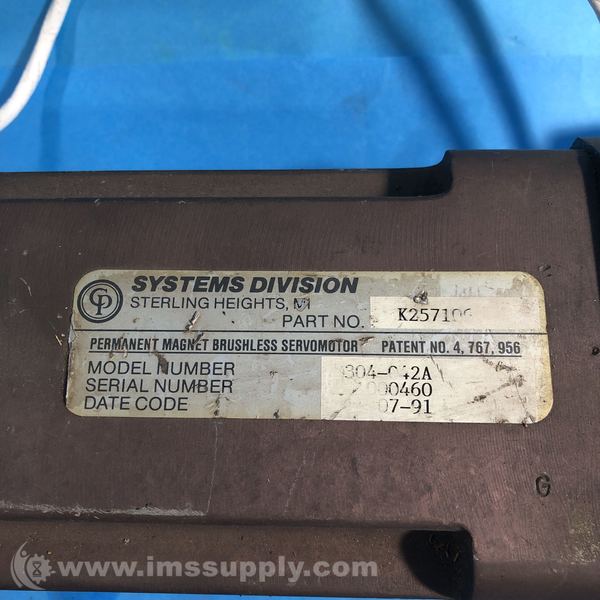 CP SYSTEMS DIVISION
STERLING HEIGHTS, MI
PART NO. K257106
PERMANENT MAGNET BRUSHLESS SERVOMOTOR PATENT NO. 4,767,956
MODEL NUMBER
SERIAL NUMBER
DATE CODE 07-91
G
www.imssupply.com